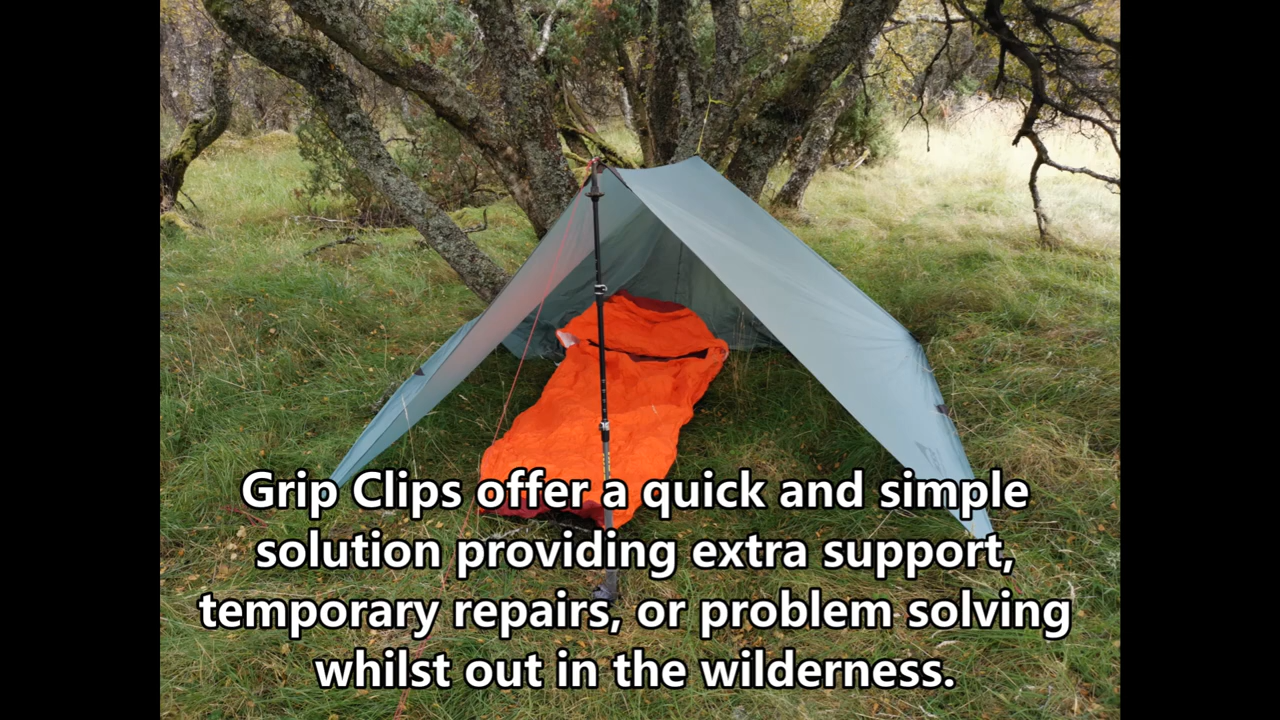 Grip Clips offer a quick and simple
solution providing extra support,
temporary repairs, or problem solving
whilst out in the wilderness.